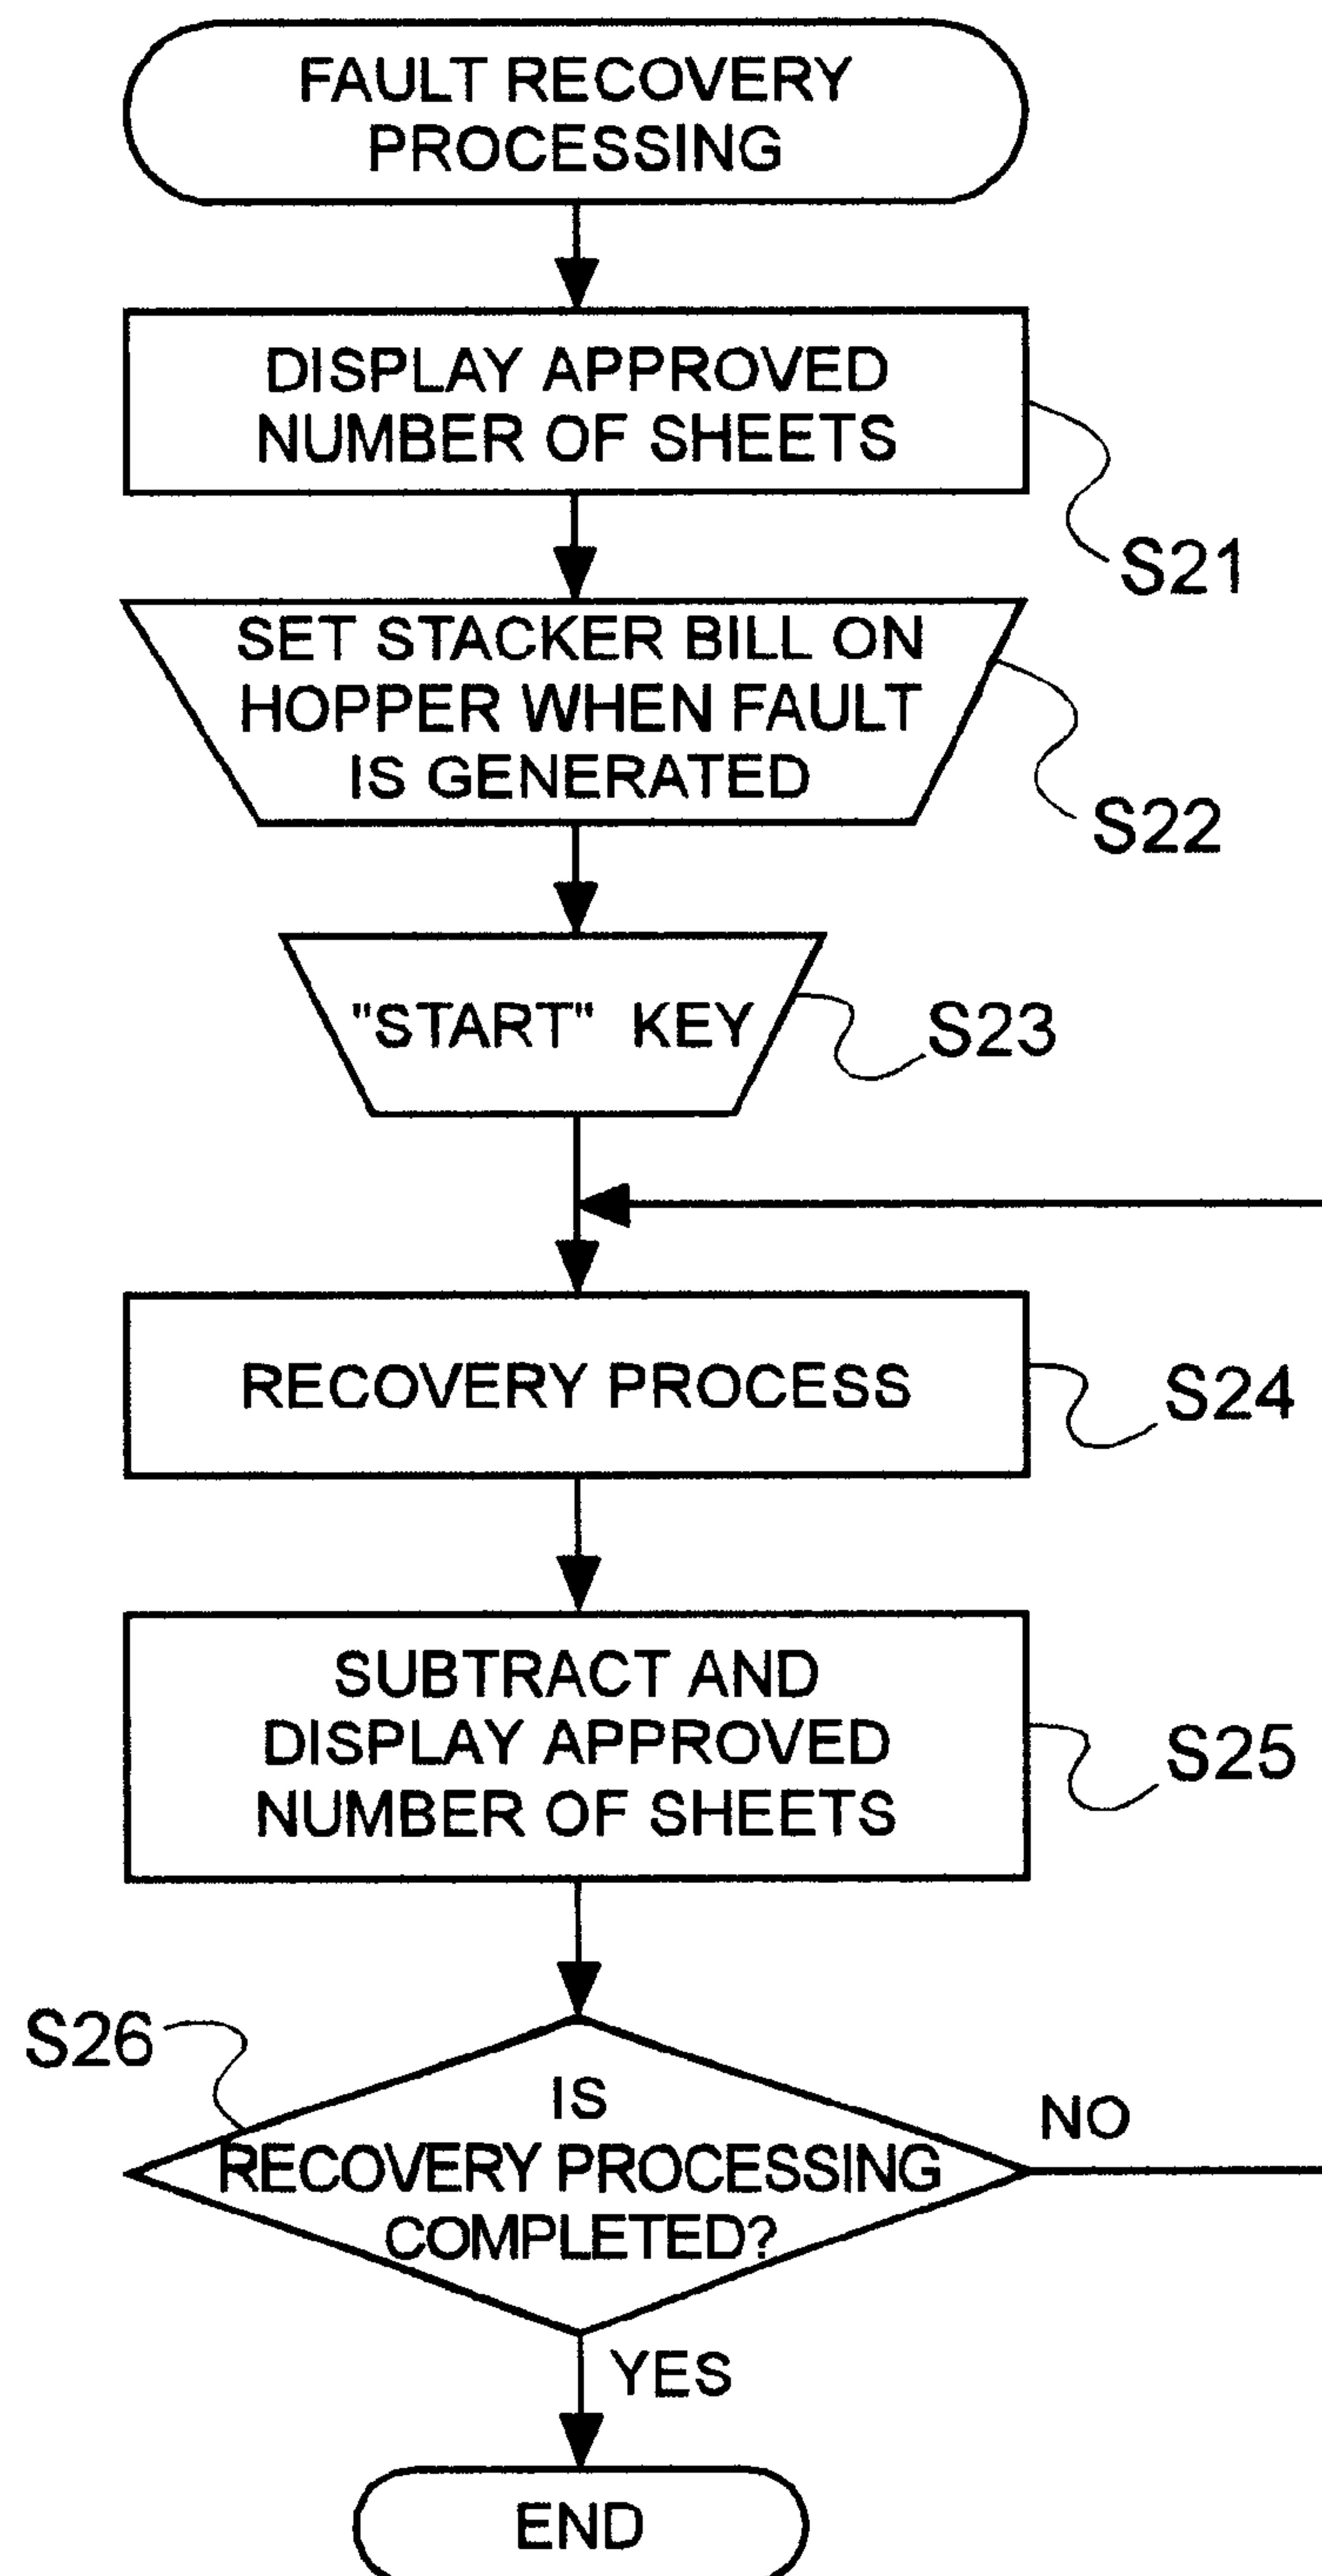 FAULT RECOVERY
PROCESSING
DISPLAY APPROVED
NUMBER OF SHEETS
S21
SET STACKER BILL ON
HOPPER WHEN FAULT
IS GENERATED
S22
"START" KEY
S23
RECOVERY PROCESS
S24
SUBTRACT AND
DISPLAY APPROVED
NUMBER OF SHEETS
S25
S26
IS
RECOVERY PROCESSING
COMPLETED?
NO
YES
END